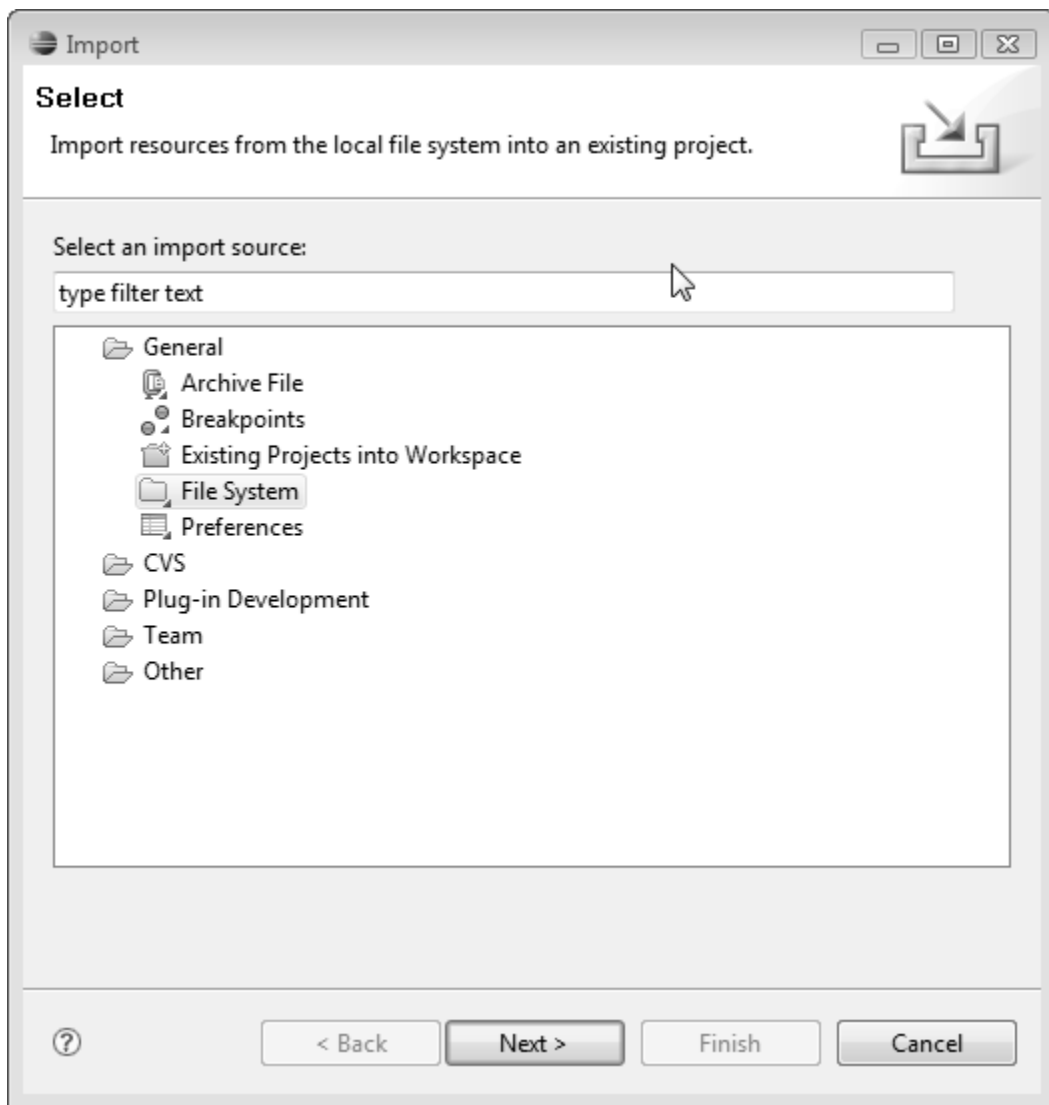 Import
Select
Import resources from the local file system into an existing project.
Select an import source:
type filter text
General
Archive File
Breakpoints
Existing Projects into Workspace
File System
Preferences
CVS
Plug-in Development
Team
Other
? < Back Next > Finish Cancel